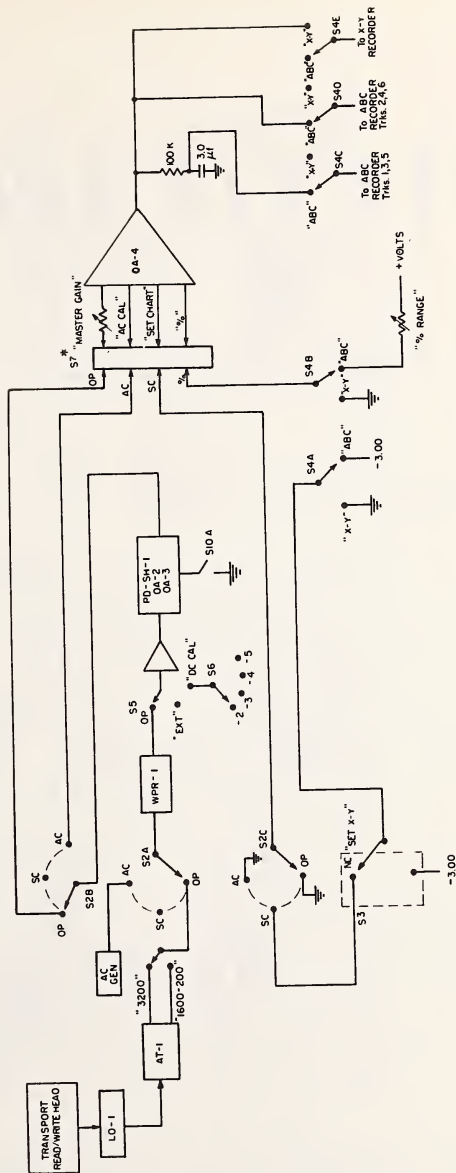 TRANSPORT
READ/WRITE HEAD
LO-1
AT-1
"3200"
"1600-200"
AC
GEN
AC
SC
OP
S2A
WPR-1
OP
SC
AC
S2B
S5
OP
"EXT"
"DC CAL"
S6
-2
-3
-4
-5
PD-SH-1
OA-2
OA-3
S10A
AC
SC
OP
S2C
NC
"SET X-Y"
S3
-3.00
*
S7 "MASTER GAIN"
OP
AC
SC
%
"AC CAL"
"SET CHART"
"%"
OA-4
S4A
"ABC"
-3.00
"X-Y"
S4B
"ABC"
"X-Y"
"% RANGE"
+VOLTS
100 K
3.0
μf
"ABC"
"X-Y"
S4C
To ABC
RECORDER
Trks. 1,3,5
"ABC"
"X-Y"
S4D
To ABC
RECORDER
Trks. 2,4,6
"ABC"
"X-Y"
S4E
To X-Y
RECORDER